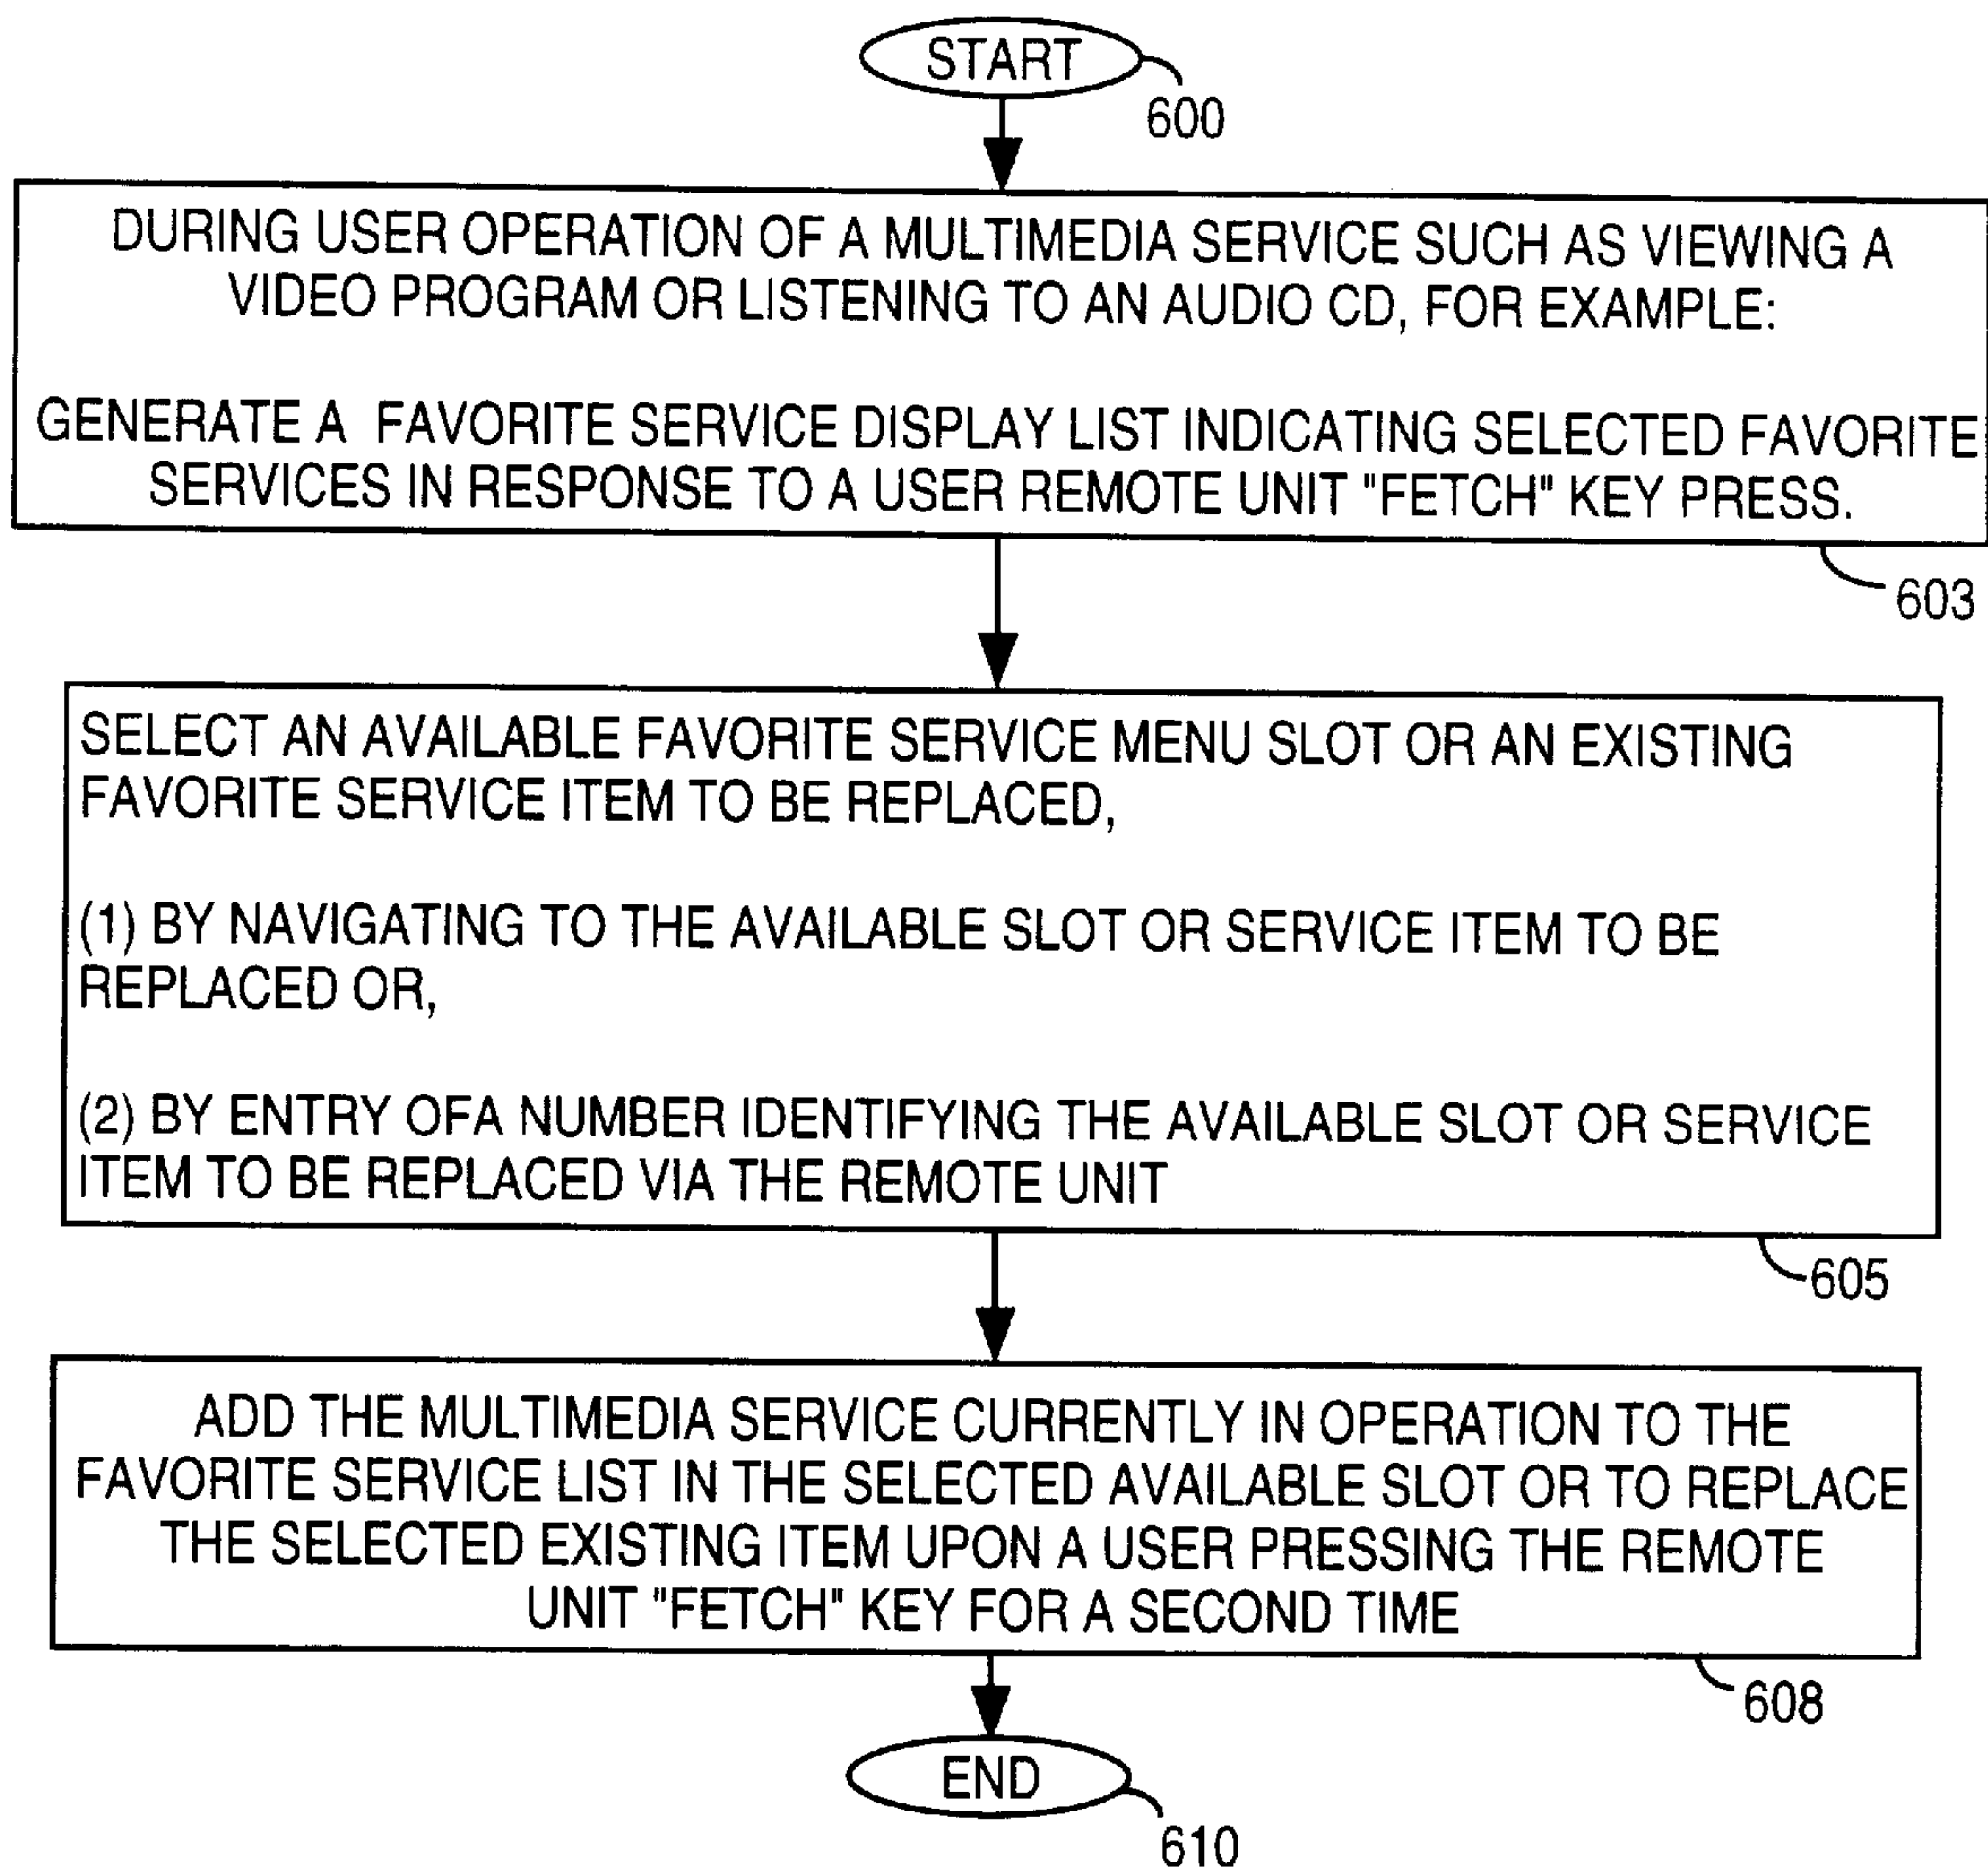 START
600
DURING USER OPERATION OF A MULTIMEDIA SERVICE SUCH AS VIEWING A
VIDEO PROGRAM OR LISTENING TO AN AUDIO CD, FOR EXAMPLE:
GENERATE A FAVORITE SERVICE DISPLAY LIST INDICATING SELECTED FAVORITE
SERVICES IN RESPONSE TO A USER REMOTE UNIT "FETCH" KEY PRESS.
603
SELECT AN AVAILABLE FAVORITE SERVICE MENU SLOT OR AN EXISTING
FAVORITE SERVICE ITEM TO BE REPLACED,
(1) BY NAVIGATING TO THE AVAILABLE SLOT OR SERVICE ITEM TO BE
REPLACED OR,
(2) BY ENTRY OFA NUMBER IDENTIFYING THE AVAILABLE SLOT OR SERVICE
ITEM TO BE REPLACED VIA THE REMOTE UNIT
605
ADD THE MULTIMEDIA SERVICE CURRENTLY IN OPERATION TO THE
FAVORITE SERVICE LIST IN THE SELECTED AVAILABLE SLOT OR TO REPLACE
THE SELECTED EXISTING ITEM UPON A USER PRESSING THE REMOTE
UNIT "FETCH" KEY FOR A SECOND TIME
608
END
610